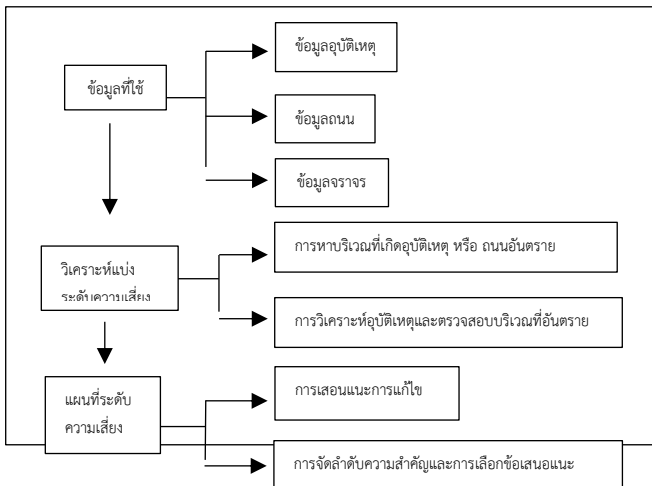 ข้อมูลอุบัติเหตุ
ข้อมูลที่ใช้
ข้อมูลถนน
ข้อมูลจราจร
การหาบริเวณที่เกิดอุบัติเหตุ หรือ ถนนอันตราย
วิเคราะห์แบ่ง
ระดับความเสี่ยง
การวิเคราะห์อุบัติเหตุและตรวจสอบบริเวณที่อันตราย
แผนที่ระดับ
ความเสี่ยง
การเสอนแนะการแก้ไข
การจัดลำดับความสำคัญและการเลือกข้อเสนอแนะ